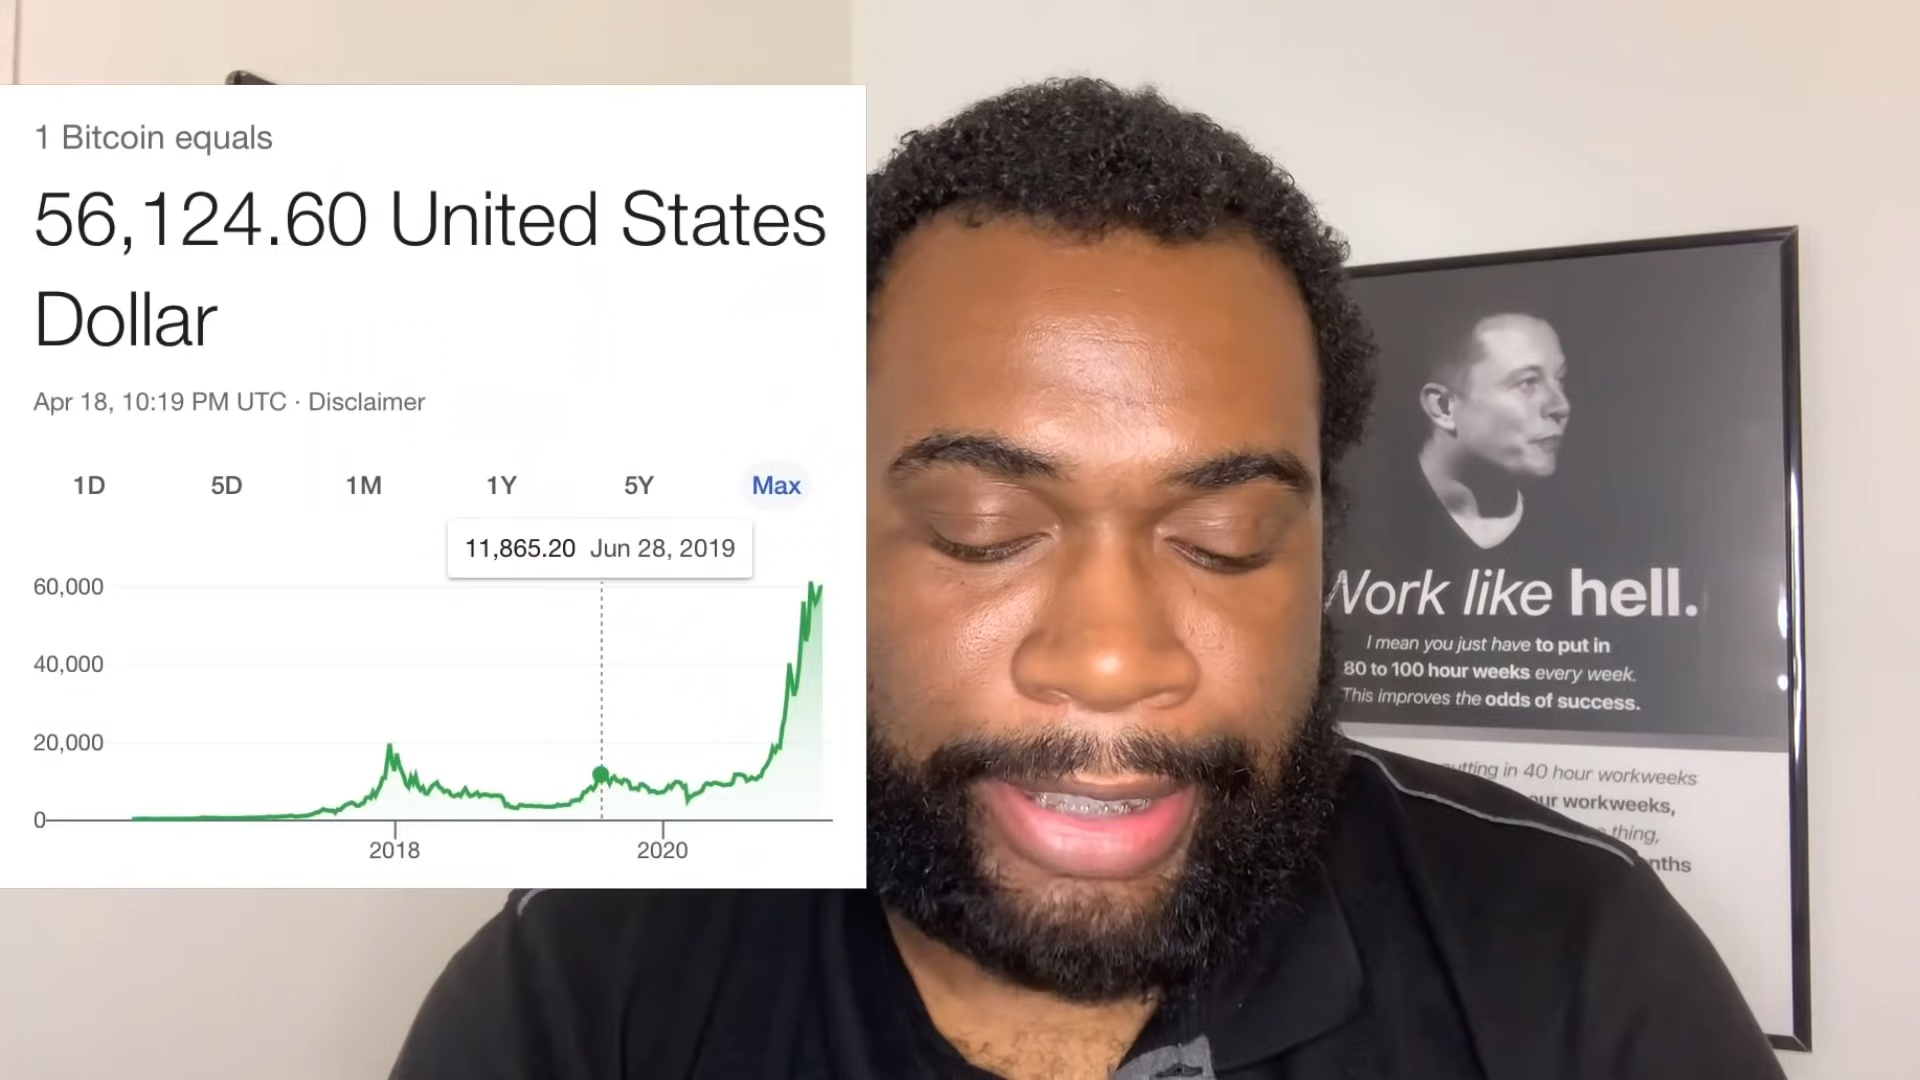 1 Bitcoin equals
56,124.60 United States
Dollar
Apr 18, 10:19 PM UTC · Disclaimer
1D 5D 1M 1Y 5Y Max
11,865.20 Jun 28, 2019
60,000
40,000
20,000
0
2018 2020
Work like hell.
I mean you just have to put in
80 to 100 hour weeks every week.
This improves the odds of success.
in 40 hour workweeks
workweeks,
thing,